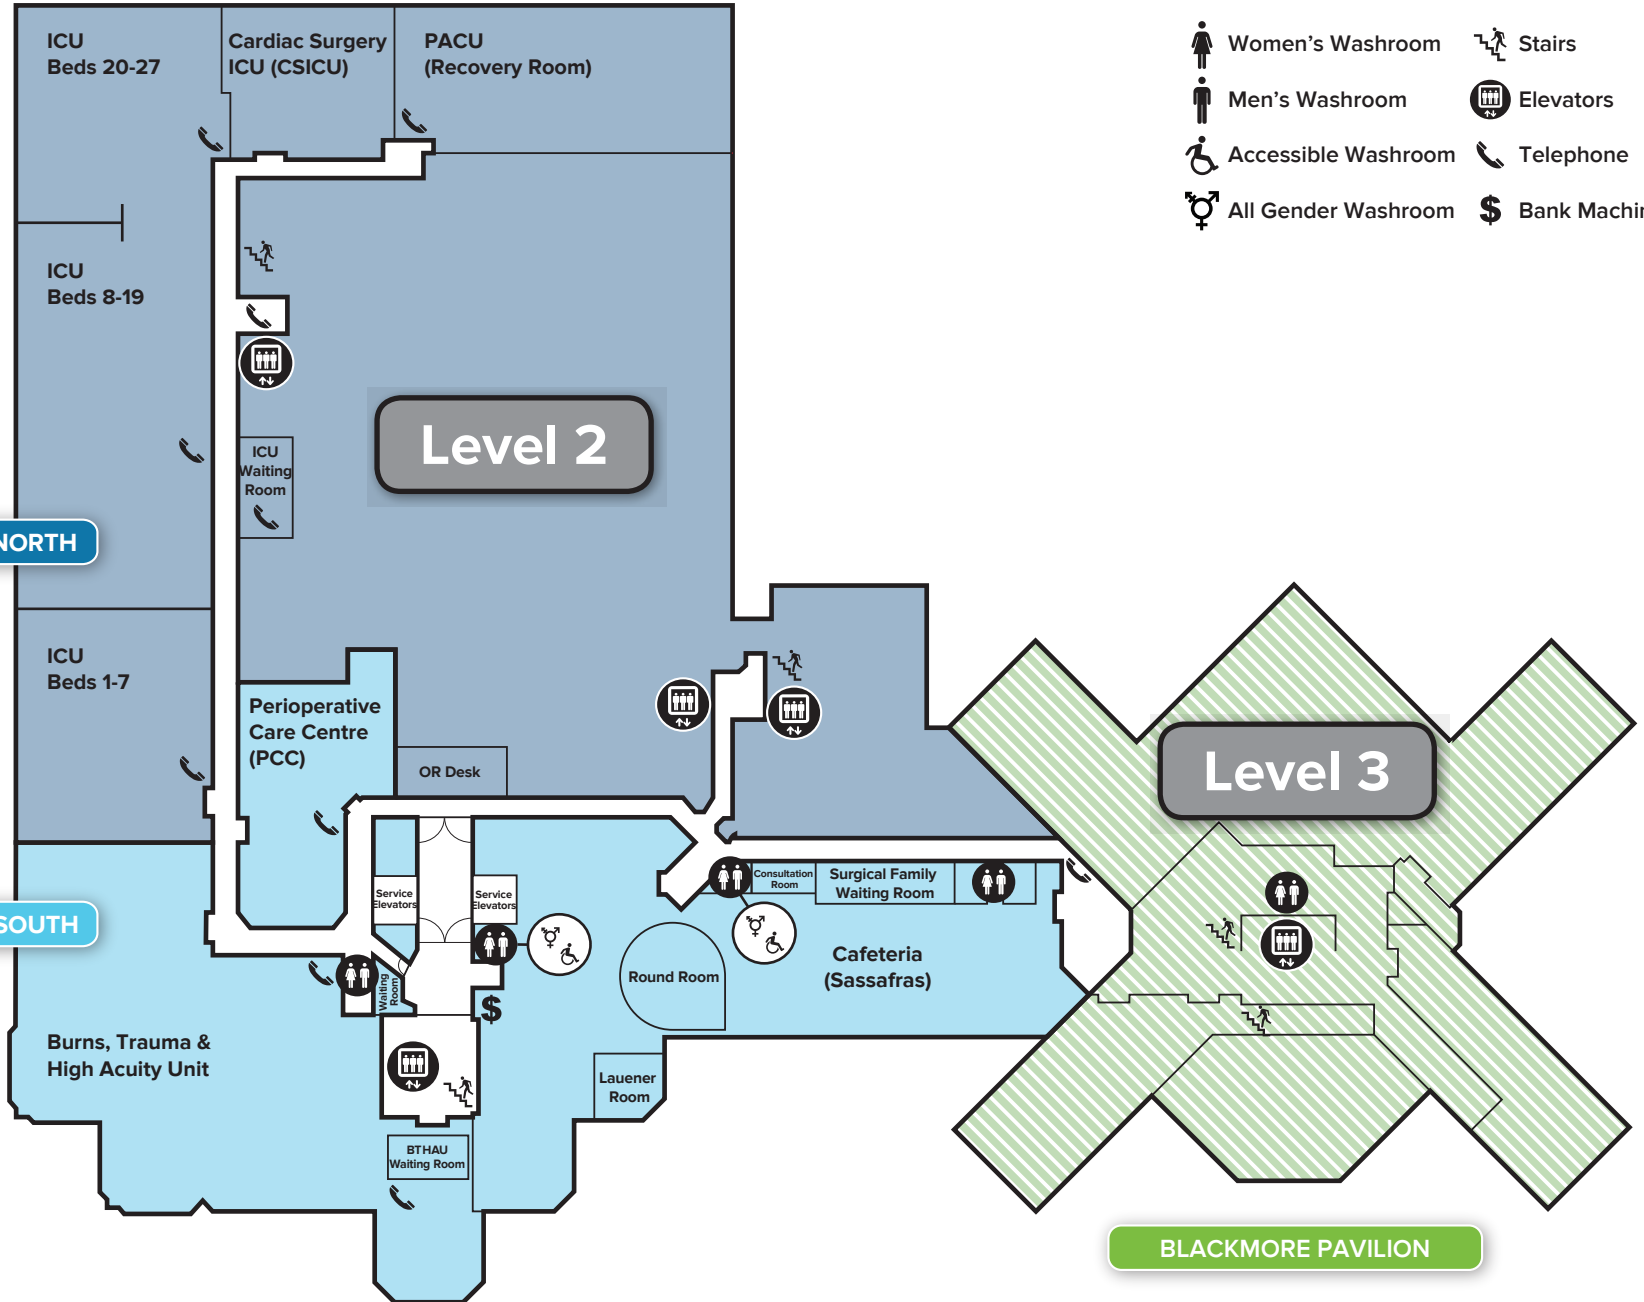 ICU
Beds 20-27
Cardiac Surgery
ICU (CSICU)
PACU
(Recovery Room)
Women's Washroom
Stairs
Men's Washroom
Elevators
Accessible Washroom
Telephone
All Gender Washroom
$ Bank Machin
ICU
Beds 8-19
Level 2
ICU
Waiting
Room
NORTH
ICU
Beds 1-7
Perioperative
Care Centre
(PCC)
OR Desk
Level 3
Service
Elevators
Service
Elevators
Consultation
Room
Surgical Family
Waiting Room
SOUTH
Waiting
Room
$
Round Room
Cafeteria
(Sassafras)
Burns, Trauma &
High Acuity Unit
Lauener
Room
BTHAU
Waiting Room
BLACKMORE PAVILION